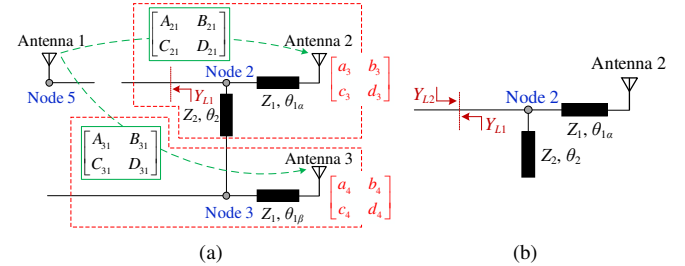 Antenna 1
A21 B21
C21 D21
Antenna 2
a3 b3
c3 d3
Node 5
YL1
Node 2
Z1, θ1α
Z2, θ2
A31 B31
C31 D31
Antenna 3
a4 b4
c4 d4
Node 3
Z1, θ1β
(a)
Antenna 2
YL2
Node 2
YL1
Z1, θ1α
Z2, θ2
(b)